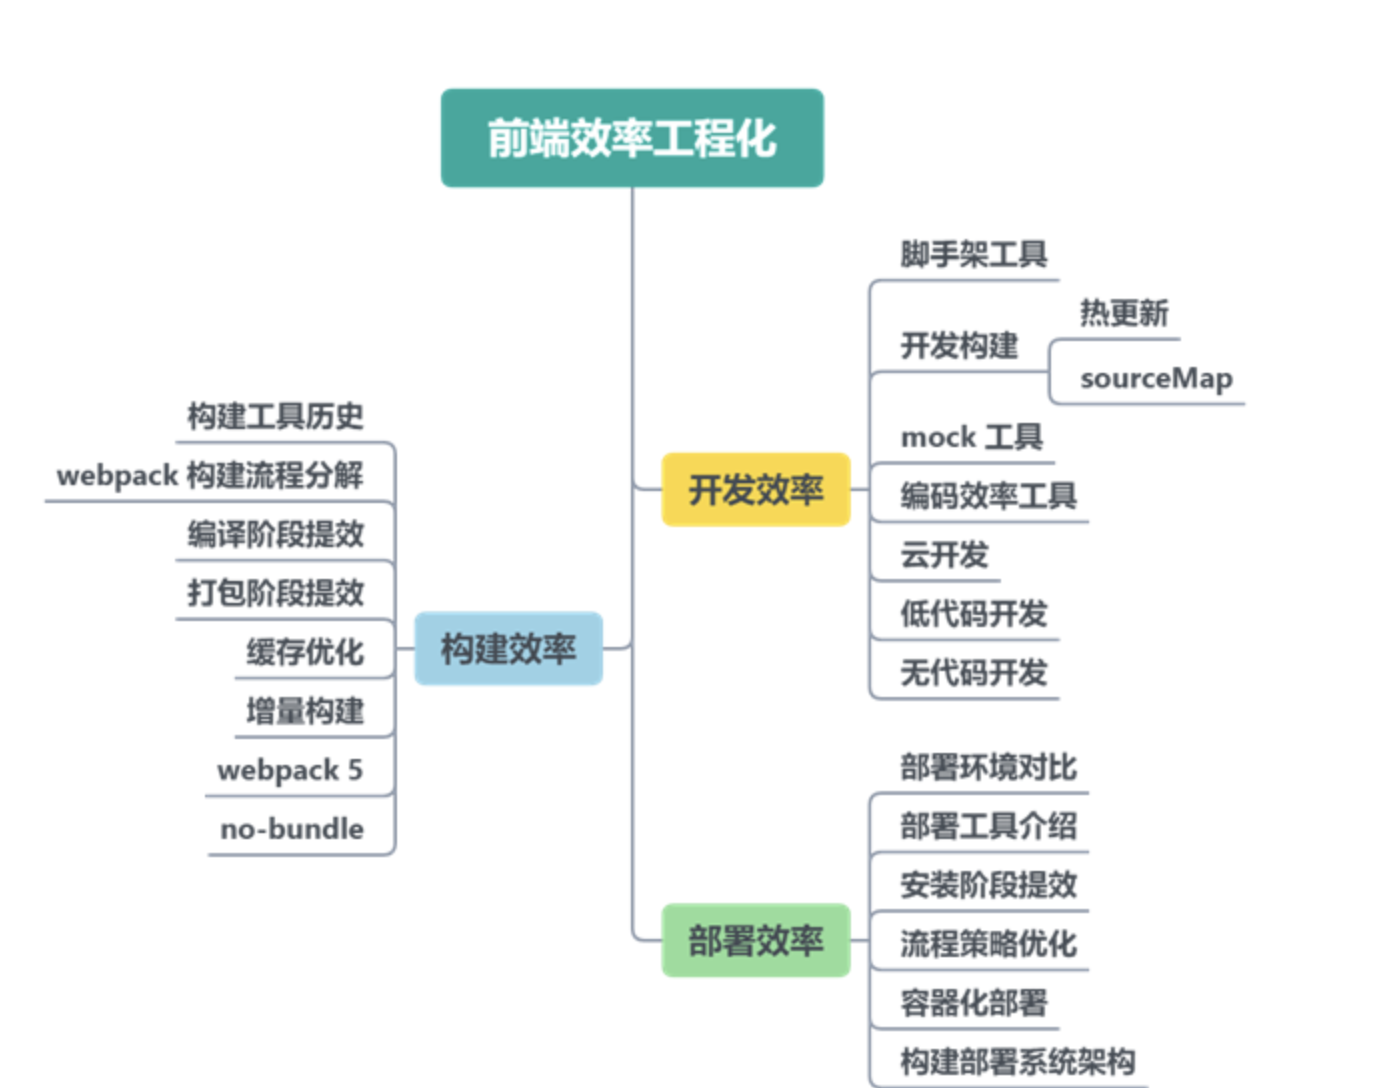 前端效率工程化
开发效率
脚手架工具
开发构建
热更新
sourceMap
mock 工具
编码效率工具
云开发
低代码开发
无代码开发
构建效率
构建工具历史
webpack 构建流程分解
编译阶段提效
打包阶段提效
缓存优化
增量构建
webpack 5
no-bundle
部署效率
部署环境对比
部署工具介绍
安装阶段提效
流程策略优化
容器化部署
构建部署系统架构